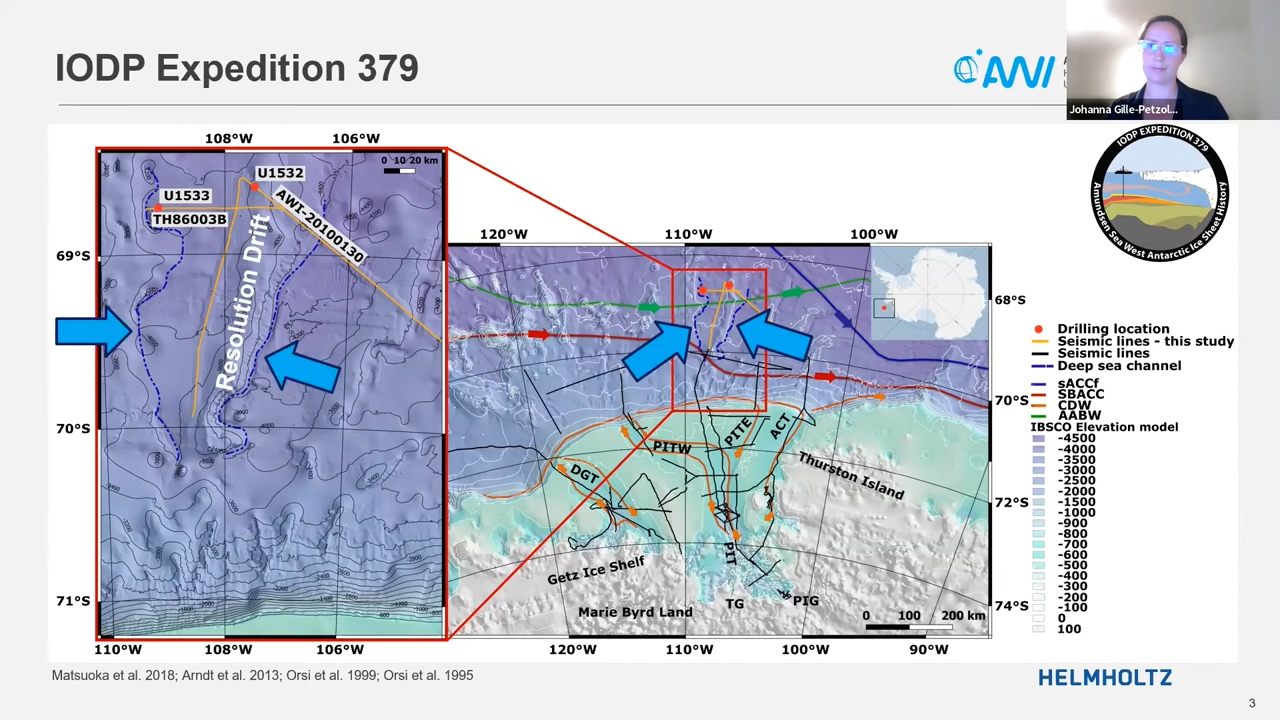 IODP Expedition 379
AWI
Johanna Gille-Petzol...
IODP EXPEDITION 379
Amundsen Sea West Antarctic Ice Sheet History
108°W 106°W
0 10 20 km
U1532
U1533
TH86003B
AWI-20100130
Resolution Drift
69°S
70°S
71°S
110°W 108°W 106°W
120°W 110°W 100°W
68°S
70°S
72°S
74°S
PITE
ACT
PITW
DGT
Thurston Island
PIT
Getz Ice Shelf
Marie Byrd Land
TG
PIG
0 100 200 km
120°W 110°W 100°W 90°W
Drilling location
Seismic lines - this study
Seismic lines
Deep sea channel
sACCf
SBACC
CDW
AABW
IBSCO Elevation model
-4500
-4000
-3500
-3000
-2500
-2000
-1500
-1000
-900
-800
-700
-600
-500
-400
-300
-200
-100
0
100
Matsuoka et al. 2018; Arndt et al. 2013; Orsi et al. 1999; Orsi et al. 1995
HELMHOLTZ
3